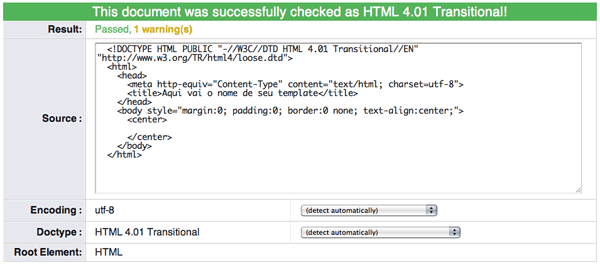 This document was successfully checked as HTML 4.01 Transitional!
Result: Passed, 1 warning(s)
Source :
<!DOCTYPE HTML PUBLIC "-//W3C//DTD HTML 4.01 Transitional//EN"
"http://www.w3.org/TR/html4/loose.dtd">
<html>
<head>
<meta http-equiv="Content-Type" content="text/html; charset=utf-8">
<title>Aqui vai o nome de seu template</title>
</head>
<body style="margin:0; padding:0; border:0 none; text-align:center;">
<center>
</center>
</body>
</html>
Encoding : utf-8 (detect automatically)
Doctype : HTML 4.01 Transitional (detect automatically)
Root Element: HTML